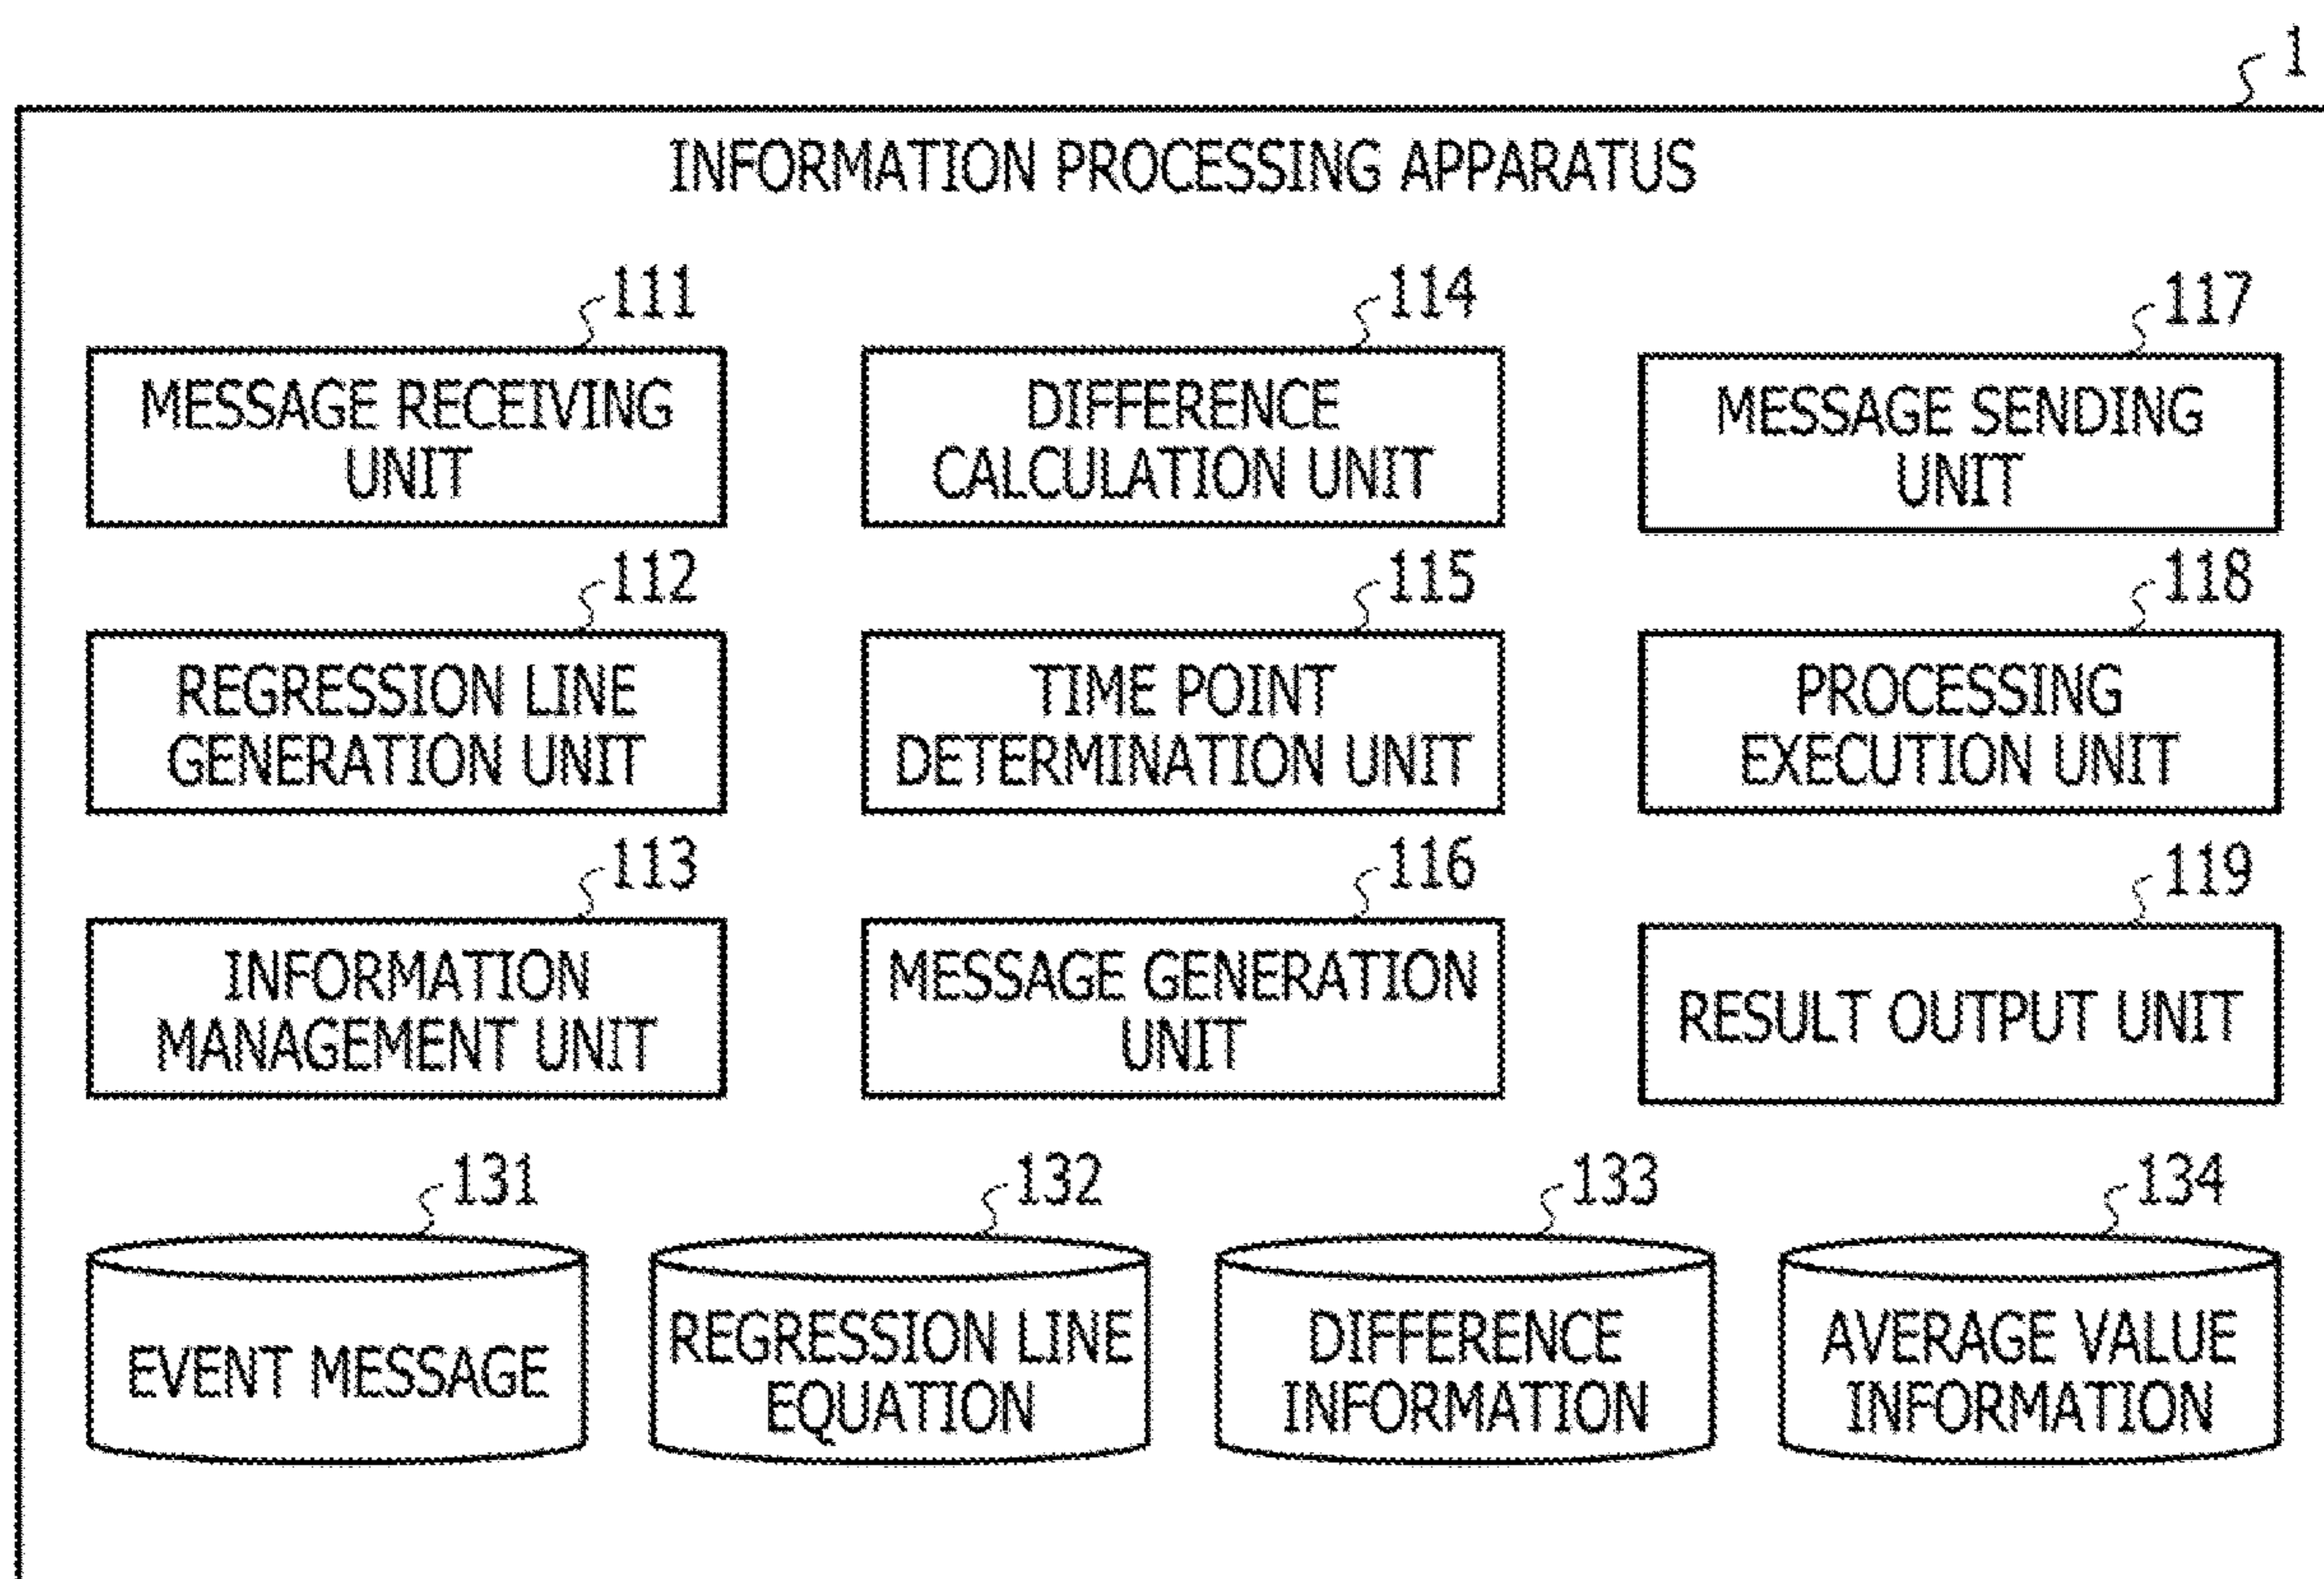 1
INFORMATION PROCESSING APPARATUS
111
MESSAGE RECEIVING
UNIT
114
DIFFERENCE
CALCULATION UNIT
117
MESSAGE SENDING
UNIT
112
REGRESSION LINE
GENERATION UNIT
115
TIME POINT
DETERMINATION UNIT
118
PROCESSING
EXECUTION UNIT
113
INFORMATION
MANAGEMENT UNIT
116
MESSAGE GENERATION
UNIT
119
RESULT OUTPUT UNIT
131
EVENT MESSAGE
132
REGRESSION LINE
EQUATION
133
DIFFERENCE
INFORMATION
134
AVERAGE VALUE
INFORMATION